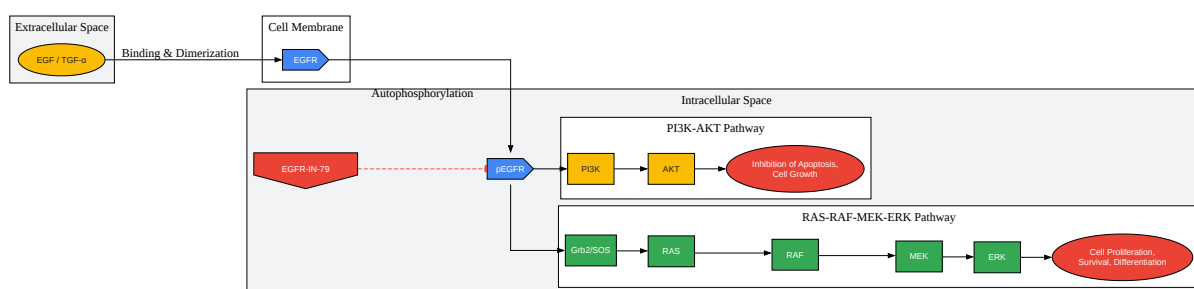 Extracellular Space
EGF / TGF-α
Binding & Dimerization
Cell Membrane
EGFR
Autophosphorylation
Intracellular Space
EGFR-IN-79
pEGFR
PI3K-AKT Pathway
PI3K
AKT
Inhibition of Apoptosis,
Cell Growth
RAS-RAF-MEK-ERK Pathway
Grb2/SOS
RAS
RAF
MEK
ERK
Cell Proliferation,
Survival, Differentiation